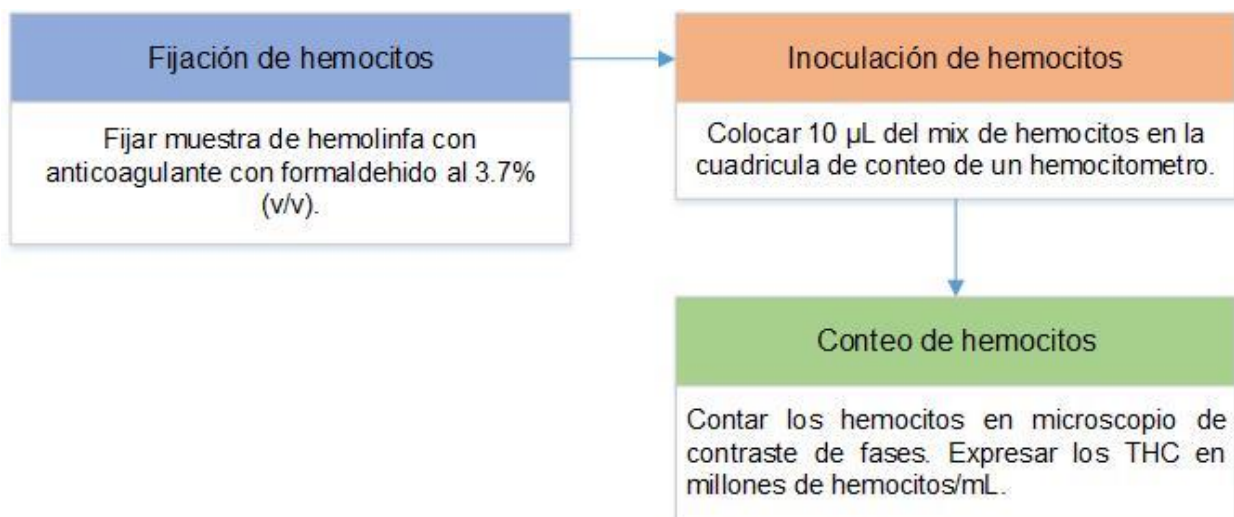 Fijación de hemocitos
Fijar muestra de hemolinfa con
anticoagulante con formaldehido al 3.7%
(v/v).
Inoculación de hemocitos
Colocar 10 µL del mix de hemocitos en la
cuadricula de conteo de un hemocitometro.
Conteo de hemocitos
Contar los hemocitos en microscopio de
contraste de fases. Expresar los THC en
millones de hemocitos/mL.